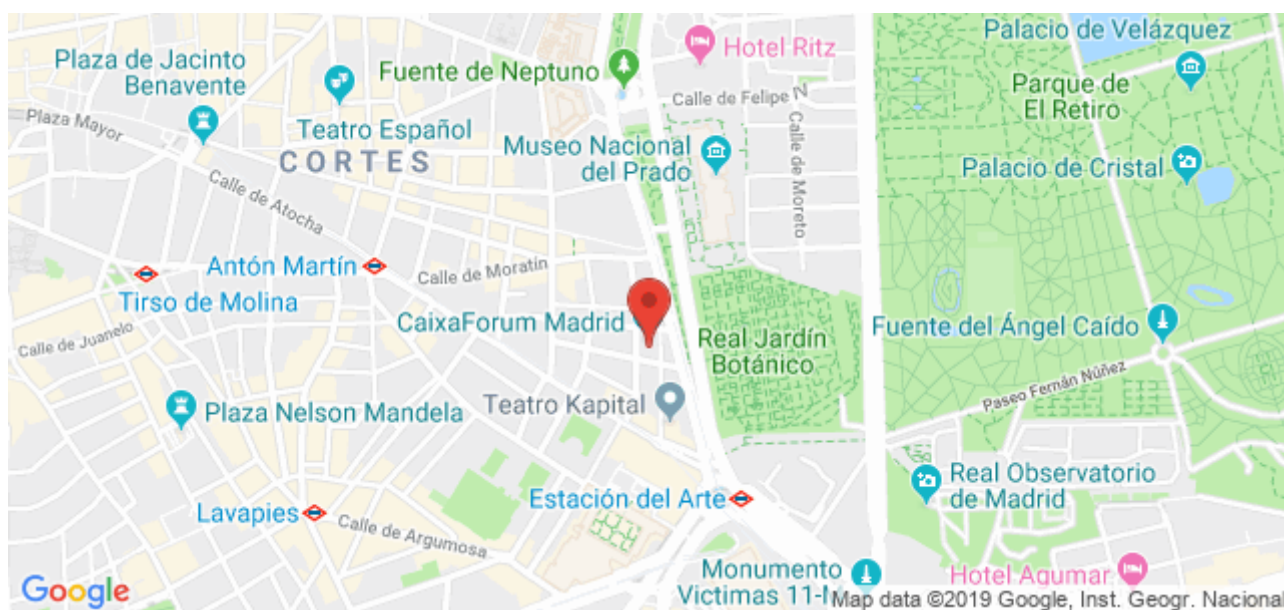 Palacio de Velázquez
Hotel Ritz
Plaza de Jacinto
Benavente
Fuente de Neptuno
Parque de
El Retiro
Calle de Felipe N
Plaza Mayor
Teatro Español
CORTES
Museo Nacional
del Prado
Calle de Moreto
Palacio de Cristal
Calle de Atocha
Antón Martín
Calle de Moratín
Tirso de Molina
CaixaForum Madrid
Calle de Juanelo
Real Jardín
Botánico
Fuente del Ángel Caído
Paseo Fernán Núñez
Plaza Nelson Mandela
Teatro Kapital
Real Observatorio
de Madrid
Estación del Arte
Lavapies
Calle de Argumosa
Monumento
Victimas 11-M
Hotel Agumar
Google
Map data ©2019 Google, Inst. Geogr. Nacional